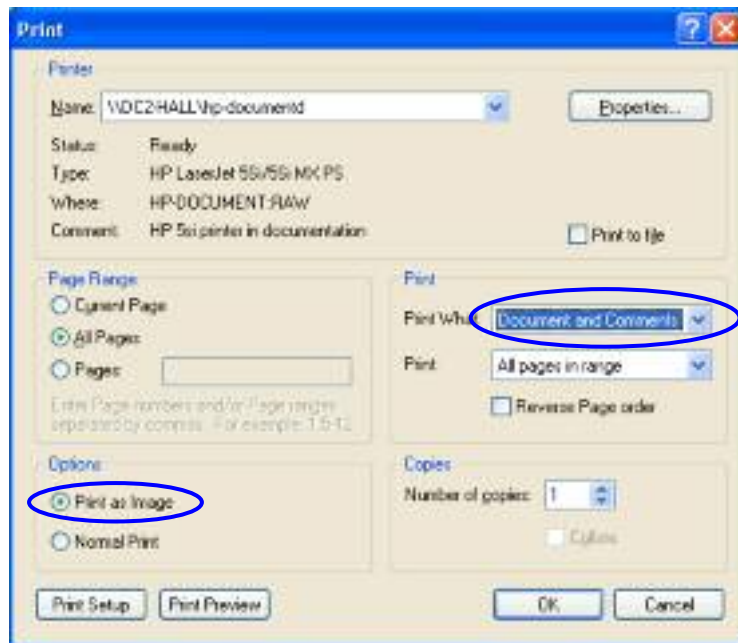 Print
Printer
Name: \\DC2-HALL\hp-documentd
Properties...
Status: Ready
Type: HP LaserJet 5Si/5Si MX PS
Where: HP-DOCUMENT:RAW
Comment: HP 5si printer in documentation
Print to file
Page Range
Current Page
All Pages
Pages:
Enter Page numbers and/or Page ranges
separated by commas. For example: 1,5-12
Print
Print What: Document and Comments
Print: All pages in range
Reverse Page order
Options
Print as Image
Normal Print
Copies
Number of copies: 1
Collate
Print Setup
Print Preview
OK
Cancel